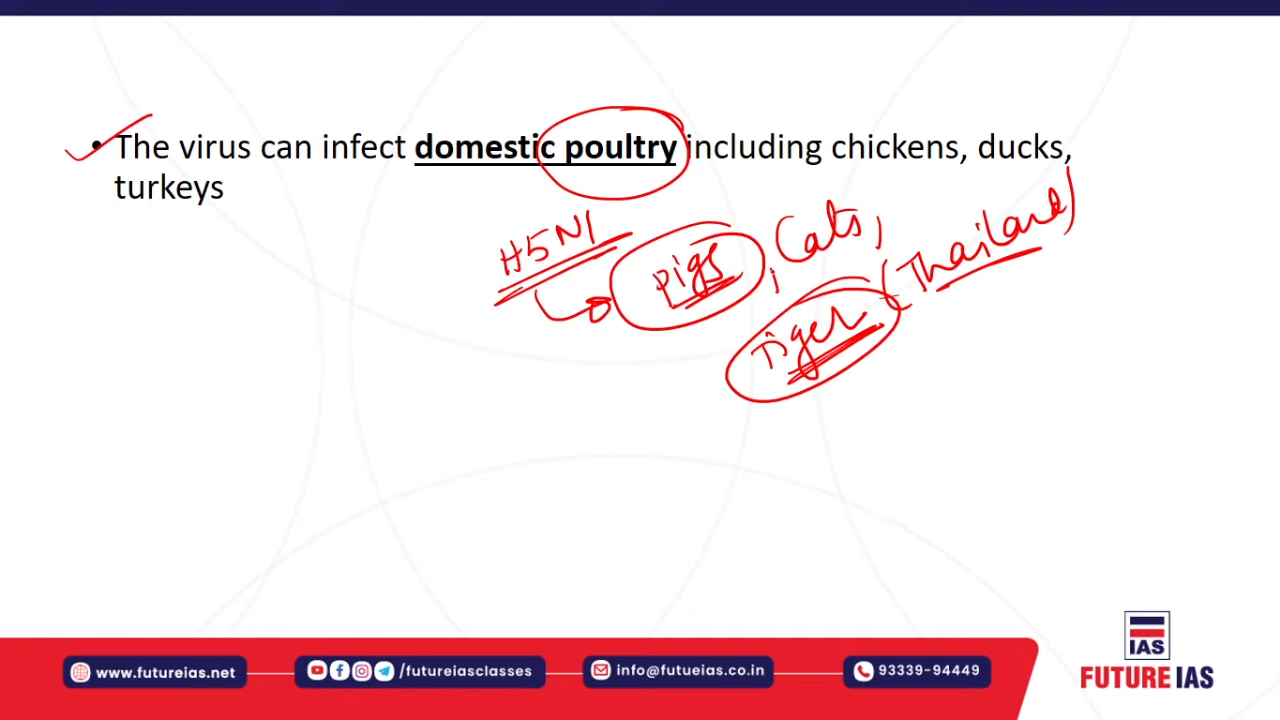 • The virus can infect domestic poultry including chickens, ducks,
turkeys
H5N1
pigs, Cats,
Tiger (Thailand)
www.futureias.net
/futureiasclasses
info@futueias.co.in
93339-94449
IAS
FUTURE IAS